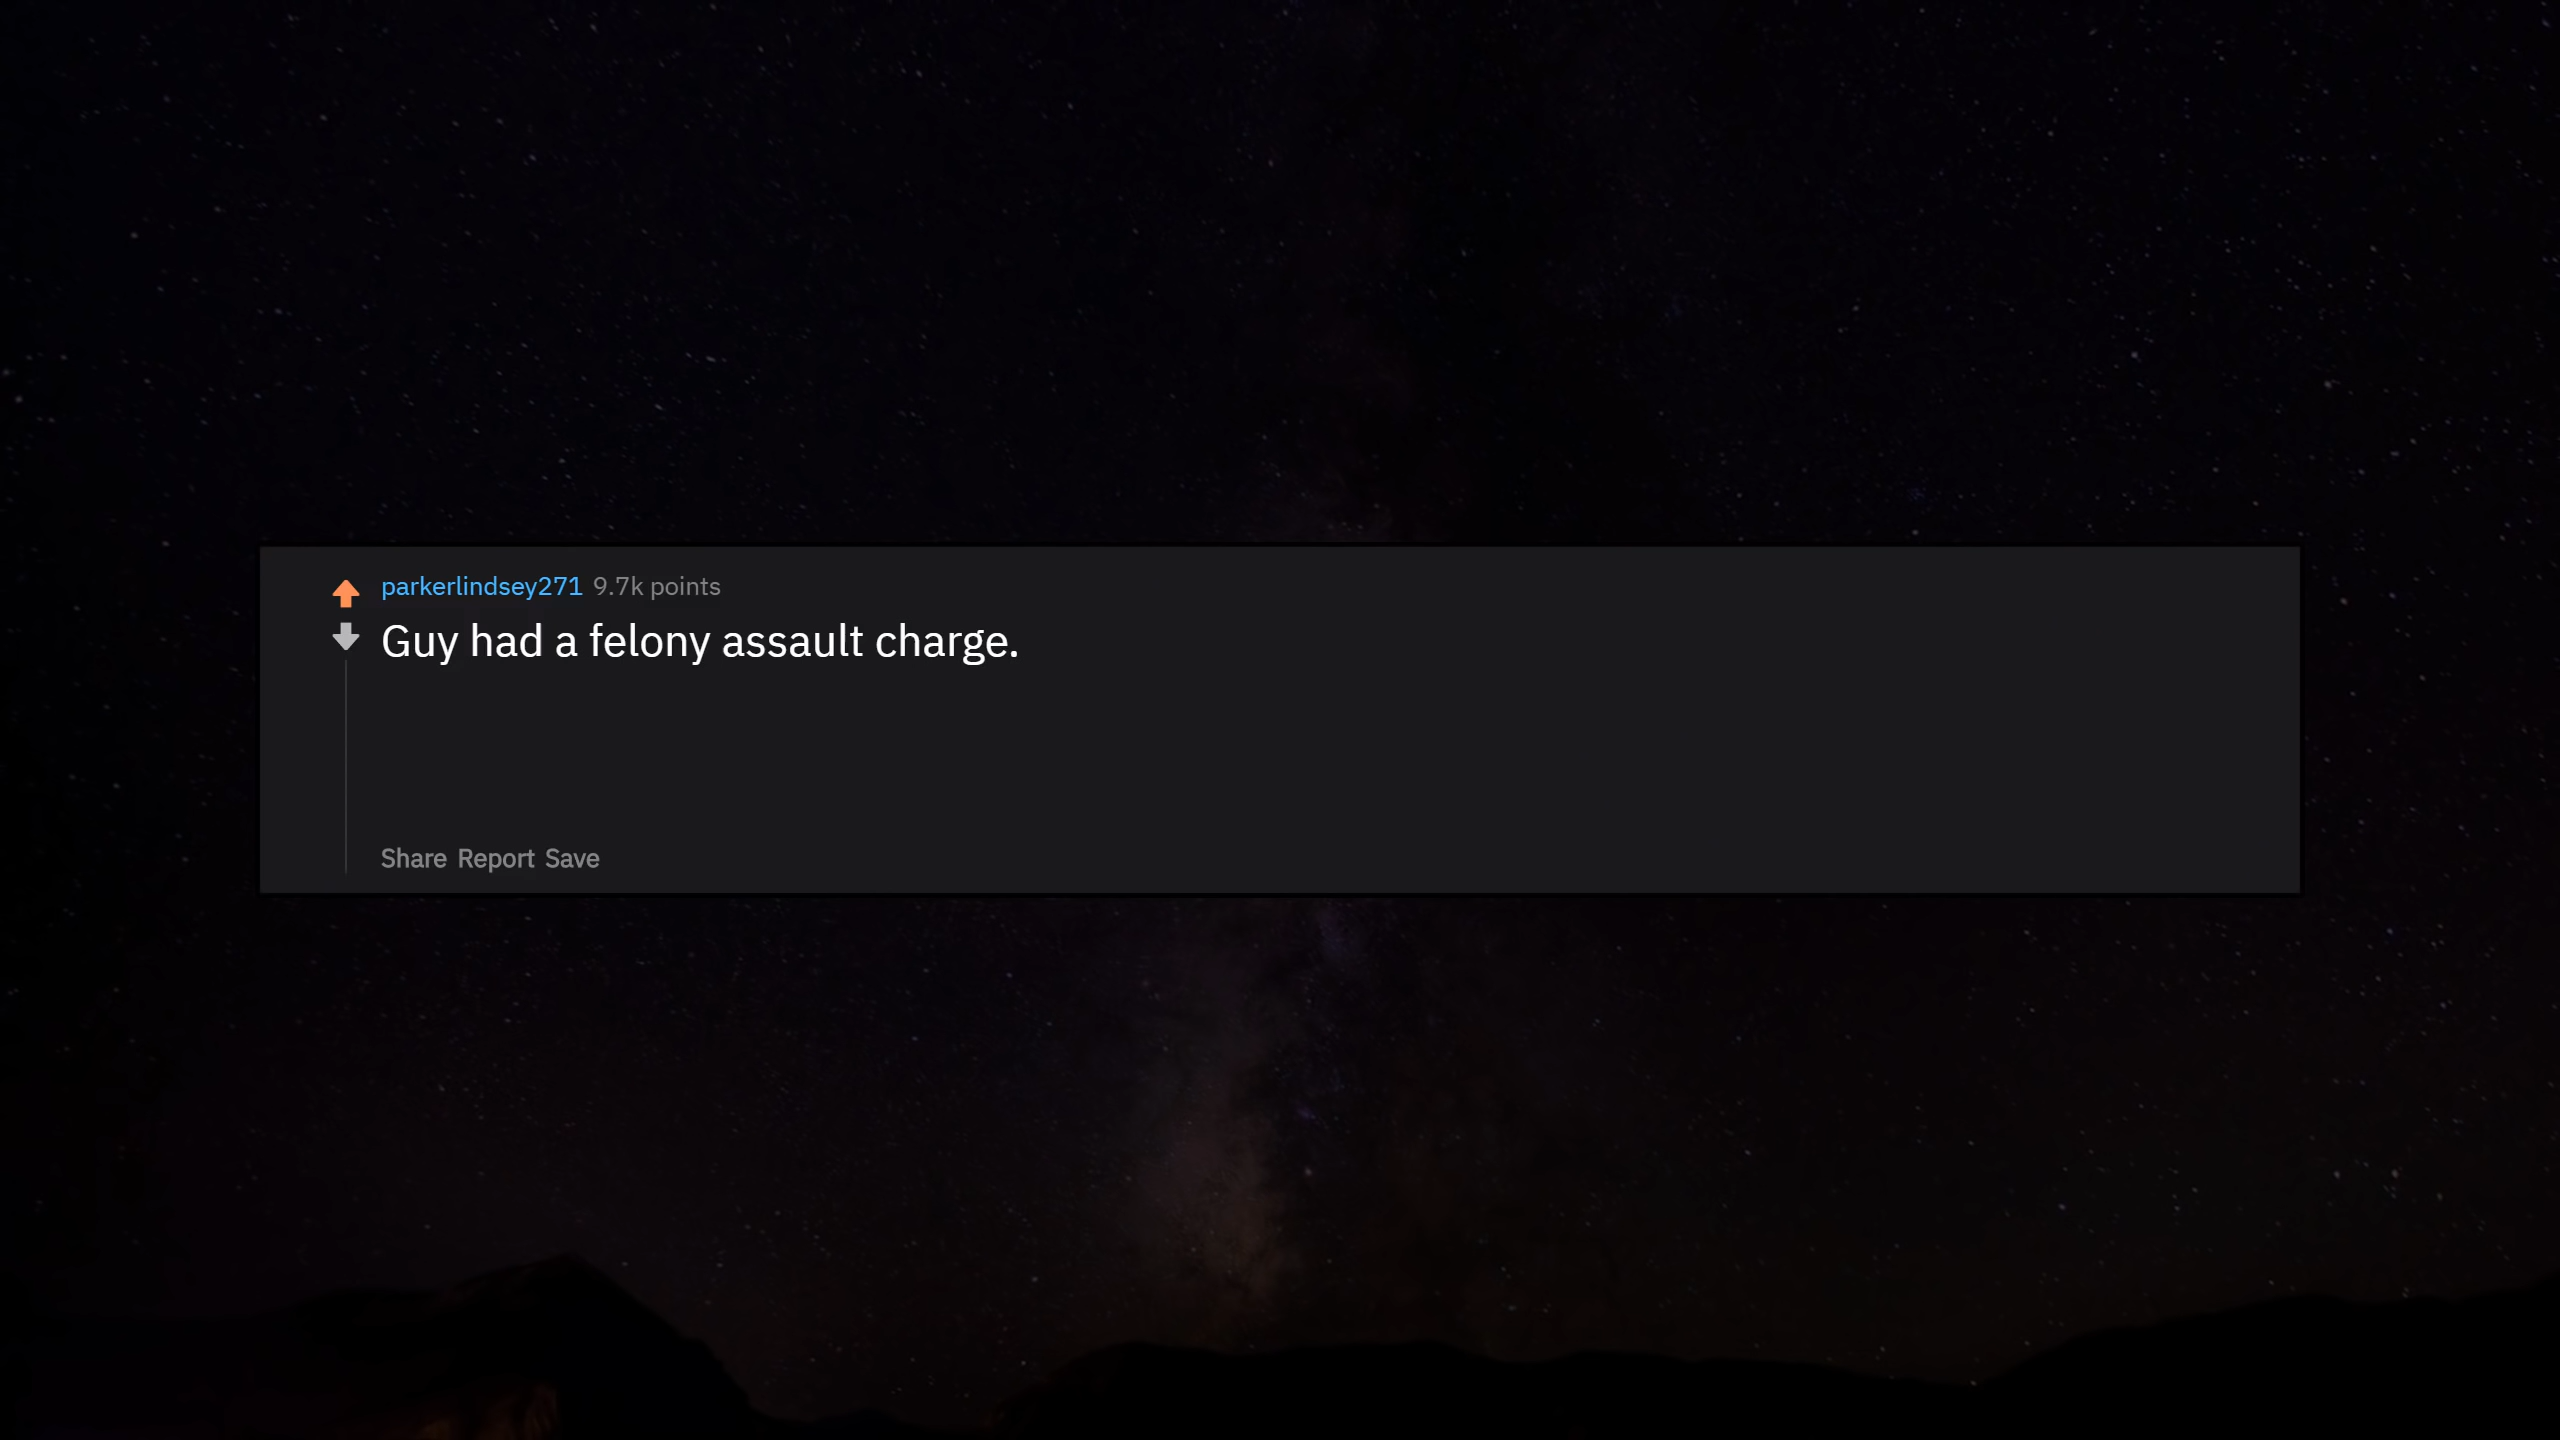 parkerlindsey271 9.7k points
Guy had a felony assault charge.
Share Report Save